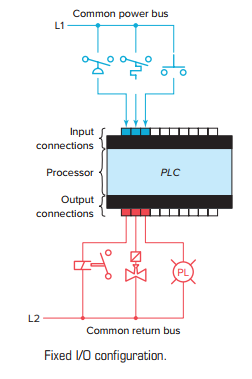 Common power bus
L1
Input
connections
Processor
PLC
Output
connections
PL
L2
Common return bus
Fixed I/O configuration.